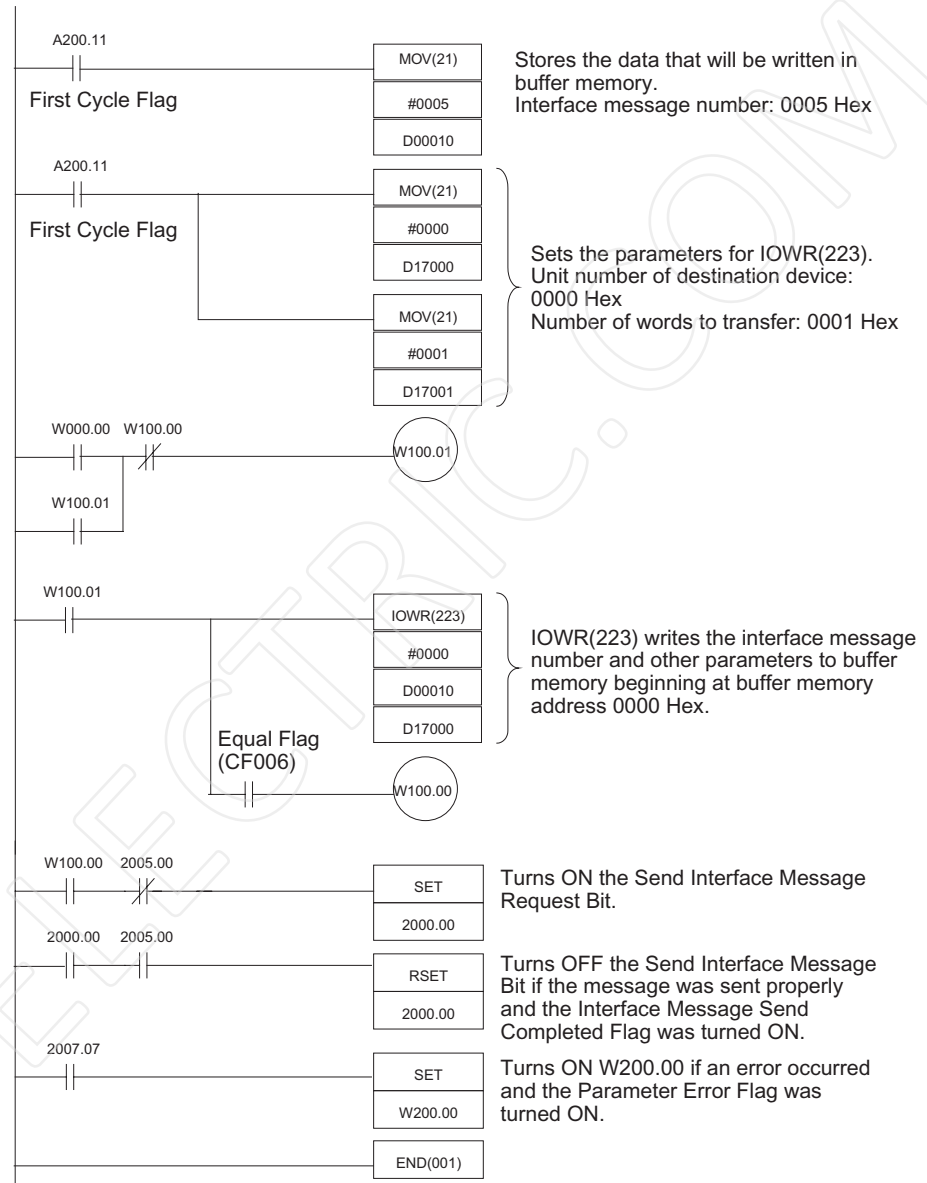 A200.11
MOV(21)
Stores the data that will be written in
buffer memory.
First Cycle Flag
#0005
Interface message number: 0005 Hex
D00010
A200.11
MOV(21)
First Cycle Flag
#0000
D17000
Sets the parameters for IOWR(223).
Unit number of destination device:
0000 Hex
MOV(21)
Number of words to transfer: 0001 Hex
#0001
D17001
W000.00 W100.00
W100.01
W100.01
W100.01
IOWR(223)
#0000
D00010
D17000
IOWR(223) writes the interface message
number and other parameters to buffer
memory beginning at buffer memory
address 0000 Hex.
Equal Flag
(CF006)
W100.00
W100.00 2005.00
SET
2000.00
Turns ON the Send Interface Message
Request Bit.
2000.00 2005.00
RSET
2000.00
Turns OFF the Send Interface Message
Bit if the message was sent properly
and the Interface Message Send
Completed Flag was turned ON.
2007.07
SET
W200.00
Turns ON W200.00 if an error occurred
and the Parameter Error Flag was
turned ON.
END(001)
ELECTRIC.COM